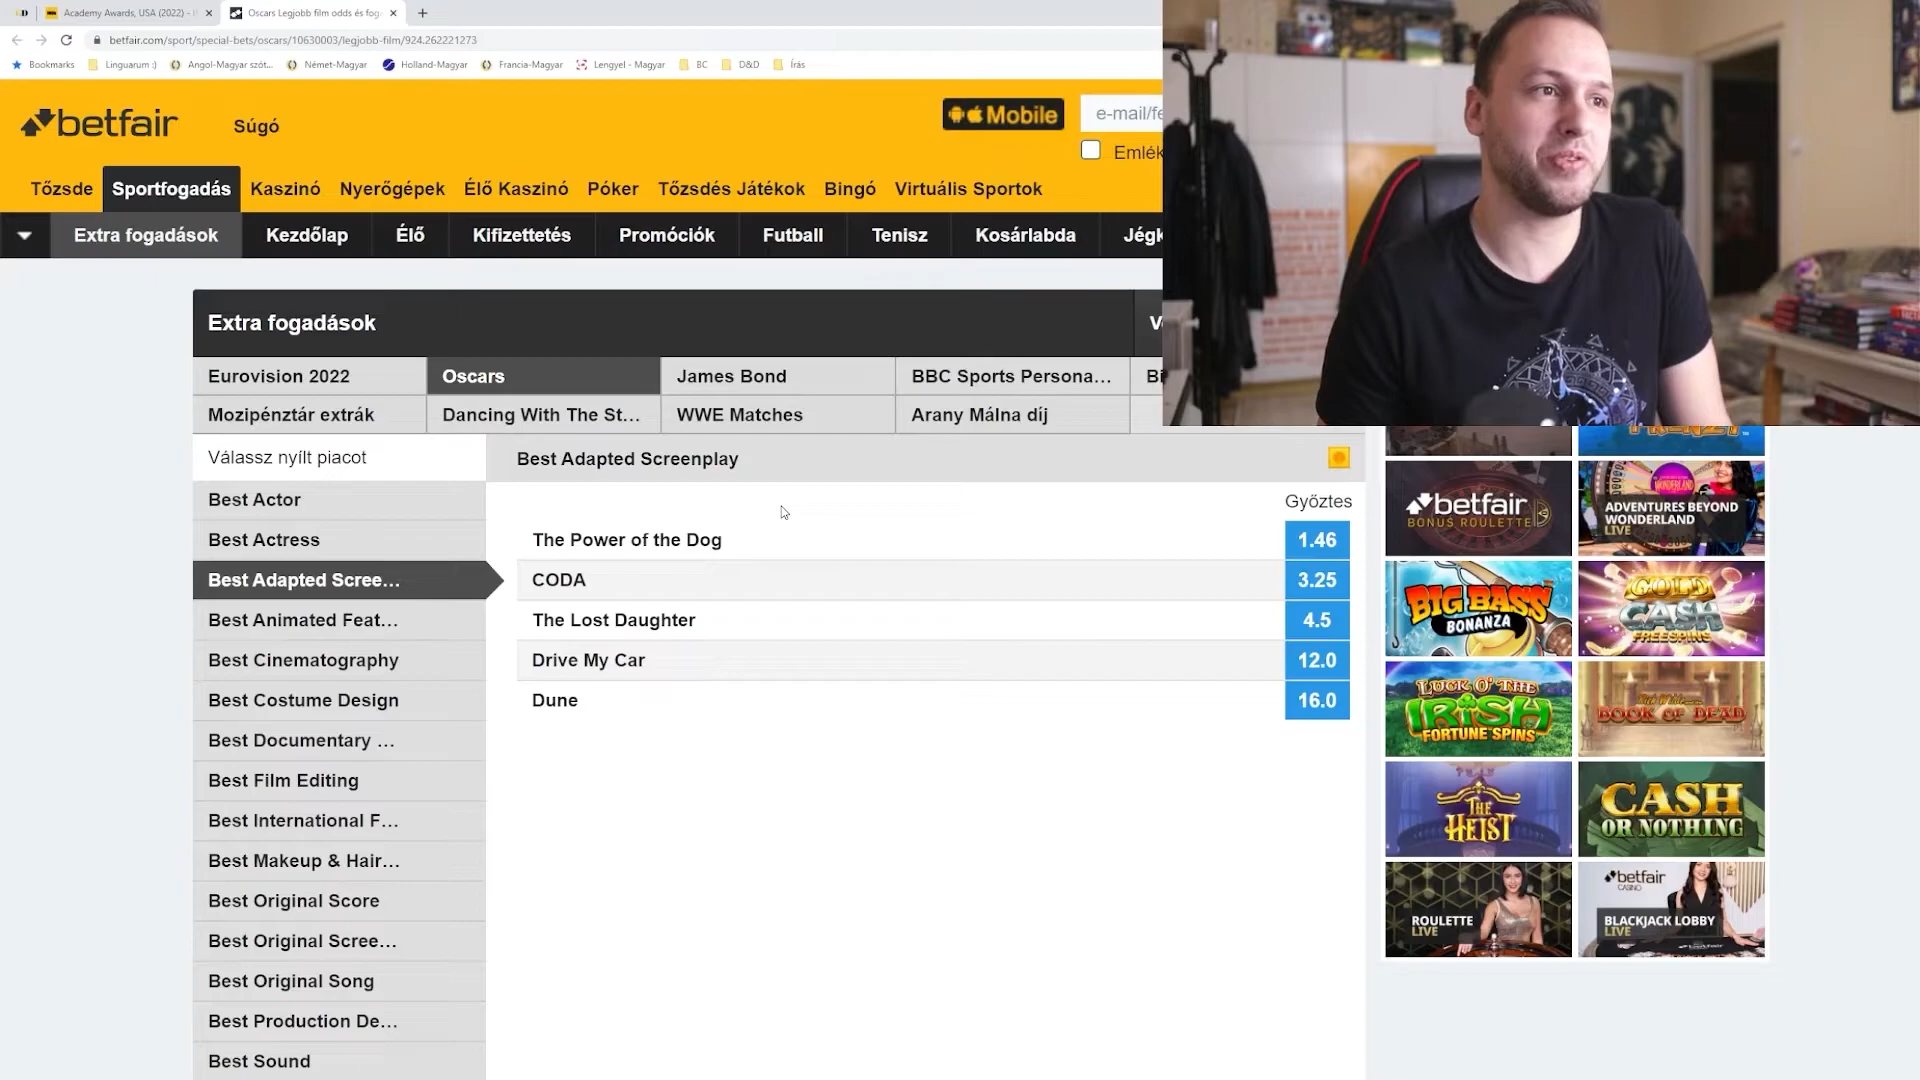 Academy Awards, USA (2022) -
Oscars Legjobb film odds és fog
betfair.com/sport/special-bets/oscars/10630003/legjobb-film/924.262221273
Bookmarks Linguarum :) Angol-Magyar szót... Német-Magyar Holland-Magyar Francia-Magyar Lengyel - Magyar BC D&D Írás
betfair
Súgó
Mobile
e-mail/fe
Emlék
Tőzsde Sportfogadás Kaszinó Nyerőgépek Élő Kaszinó Póker Tőzsdés Játékok Bingó Virtuális Sportok
Extra fogadások Kezdőlap Élő Kifizettetés Promóciók Futball Tenisz Kosárlabda Jégk
Extra fogadások
Eurovision 2022 Oscars James Bond BBC Sports Persona... Bi
Mozipénztár extrák Dancing With The St... WWE Matches Arany Málna díj
Válassz nyílt piacot
Best Actor
Best Actress
Best Adapted Scree...
Best Animated Feat...
Best Cinematography
Best Costume Design
Best Documentary ...
Best Film Editing
Best International F...
Best Makeup & Hair...
Best Original Score
Best Original Scree...
Best Original Song
Best Production De...
Best Sound
Best Adapted Screenplay
Győztes
The Power of the Dog 1.46
CODA 3.25
The Lost Daughter 4.5
Drive My Car 12.0
Dune 16.0
betfair
BONUS ROULETTE
WONDERLAND
ADVENTURES BEYOND
WONDERLAND
LIVE
BIG BASS
BONANZA
GOLD
CASH
FREESPINS
LUCK O' THE
IRISH
FORTUNE SPINS
BOOK OF DEAD
THE
HEIST
CASH
OR NOTHING
ROULETTE
LIVE
betfair
CASINO
BLACKJACK LOBBY
LIVE